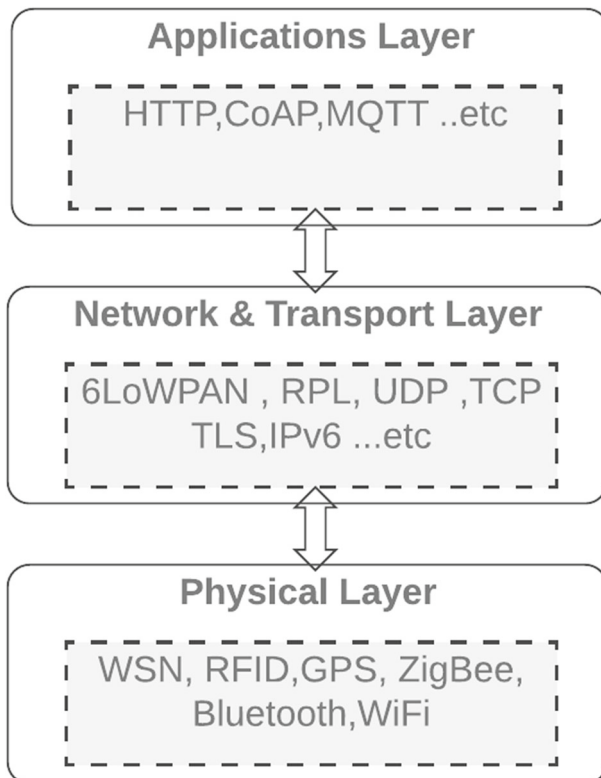 Applications Layer
HTTP,CoAP,MQTT ..etc
Network & Transport Layer
6LoWPAN , RPL, UDP ,TCP
TLS,IPv6 ...etc
Physical Layer
WSN, RFID,GPS, ZigBee,
Bluetooth,WiFi